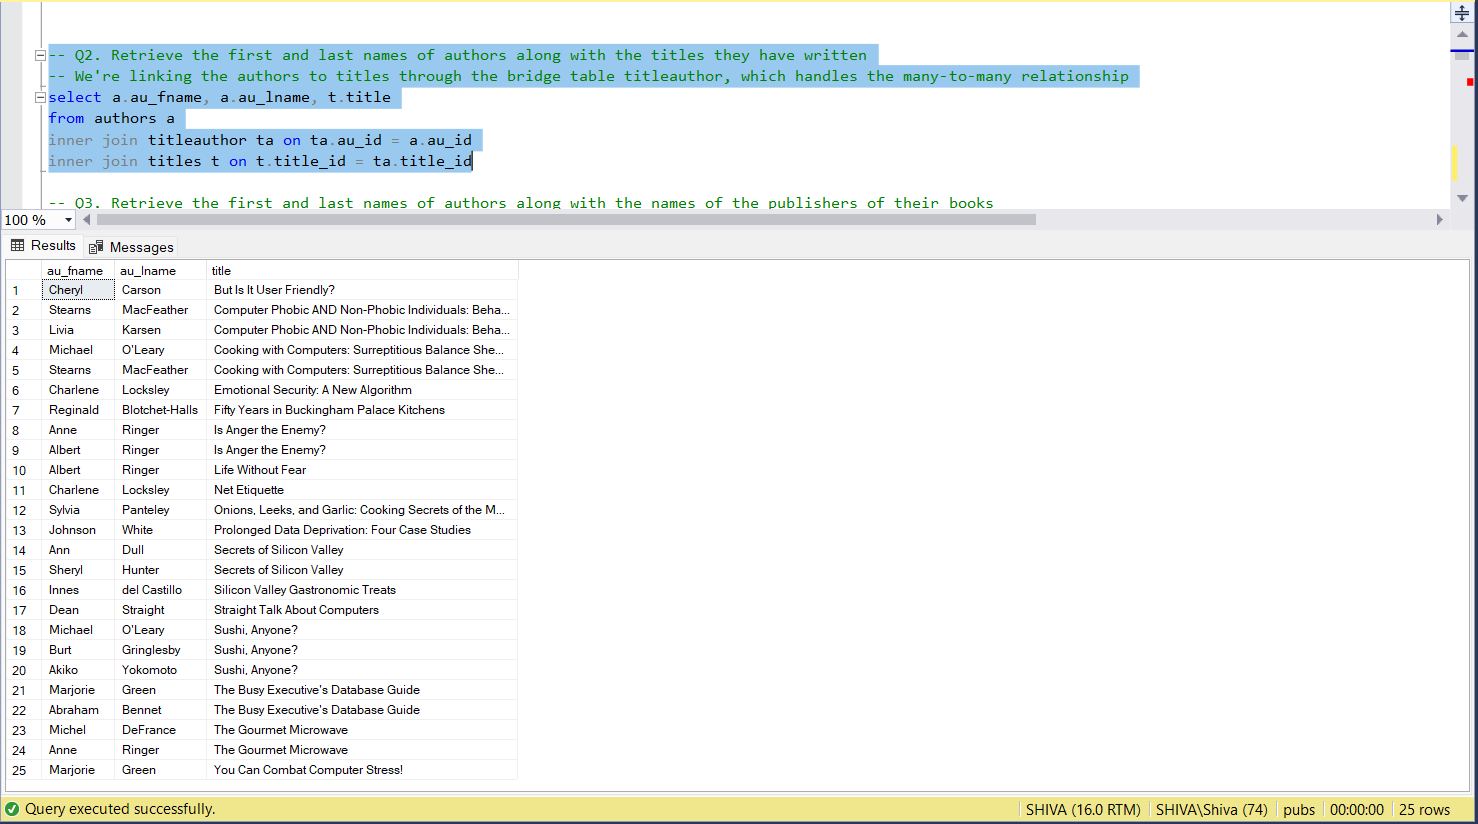 -- Q2. Retrieve the first and last names of authors along with the titles they have written
-- We're linking the authors to titles through the bridge table titleauthor, which handles the many-to-many relationship
select a.au_fname, a.au_lname, t.title
from authors a
inner join titleauthor ta on ta.au_id = a.au_id
inner join titles t on t.title_id = ta.title_id
-- Q3. Retrieve the first and last names of authors along with the names of the publishers of their books
100 %
Results Messages
au_fname au_lname title
1 Cheryl Carson But Is It User Friendly?
2 Stearns MacFeather Computer Phobic AND Non-Phobic Individuals: Beha...
3 Livia Karsen Computer Phobic AND Non-Phobic Individuals: Beha...
4 Michael O'Leary Cooking with Computers: Surreptitious Balance She...
5 Stearns MacFeather Cooking with Computers: Surreptitious Balance She...
6 Charlene Locksley Emotional Security: A New Algorithm
7 Reginald Blotchet-Halls Fifty Years in Buckingham Palace Kitchens
8 Anne Ringer Is Anger the Enemy?
9 Albert Ringer Is Anger the Enemy?
10 Albert Ringer Life Without Fear
11 Charlene Locksley Net Etiquette
12 Sylvia Panteley Onions, Leeks, and Garlic: Cooking Secrets of the M...
13 Johnson White Prolonged Data Deprivation: Four Case Studies
14 Ann Dull Secrets of Silicon Valley
15 Sheryl Hunter Secrets of Silicon Valley
16 Innes del Castillo Silicon Valley Gastronomic Treats
17 Dean Straight Straight Talk About Computers
18 Michael O'Leary Sushi, Anyone?
19 Burt Gringlesby Sushi, Anyone?
20 Akiko Yokomoto Sushi, Anyone?
21 Marjorie Green The Busy Executive's Database Guide
22 Abraham Bennet The Busy Executive's Database Guide
23 Michel DeFrance The Gourmet Microwave
24 Anne Ringer The Gourmet Microwave
25 Marjorie Green You Can Combat Computer Stress!
Query executed successfully. SHIVA (16.0 RTM) SHIVA\Shiva (74) pubs 00:00:00 25 rows